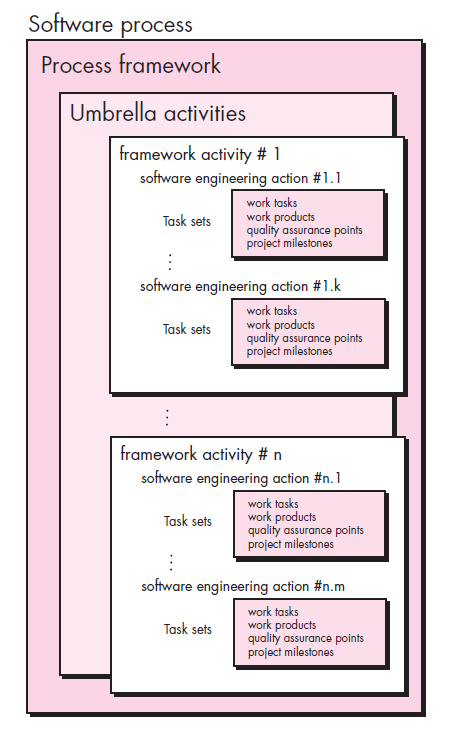 Software process
Process framework
Umbrella activities
framework activity # 1
software engineering action #1.1
Task sets
work tasks
work products
quality assurance points
project milestones
software engineering action #1.k
Task sets
work tasks
work products
quality assurance points
project milestones
framework activity # n
software engineering action #n.1
Task sets
work tasks
work products
quality assurance points
project milestones
software engineering action #n.m
Task sets
work tasks
work products
quality assurance points
project milestones